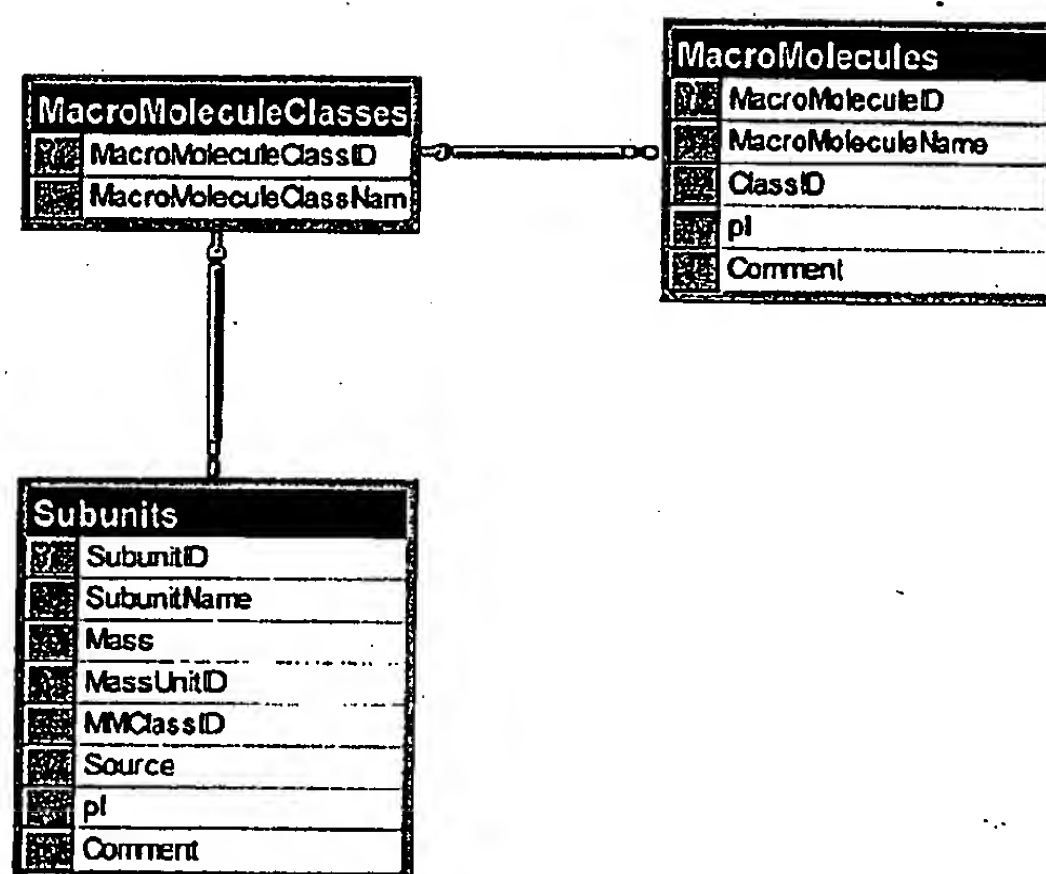 MacroMoleculeClasses
MacroMoleculeClassID
MacroMoleculeClassNam
MacroMolecules
MacroMoleculeID
MacroMoleculeName
ClassID
pI
Comment
Subunits
SubunitID
SubunitName
Mass
MassUnitID
MMClassID
Source
pI
Comment